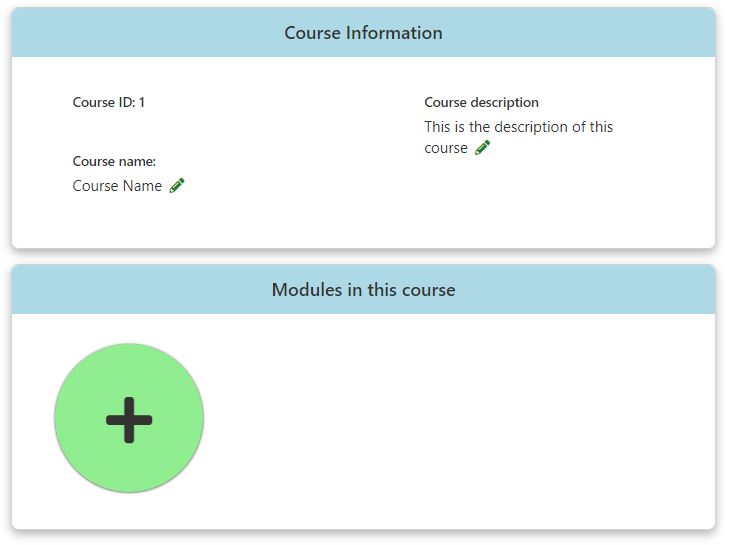 Course Information
Course ID: 1
Course name:
Course Name
Course description
This is the description of this
course
Modules in this course